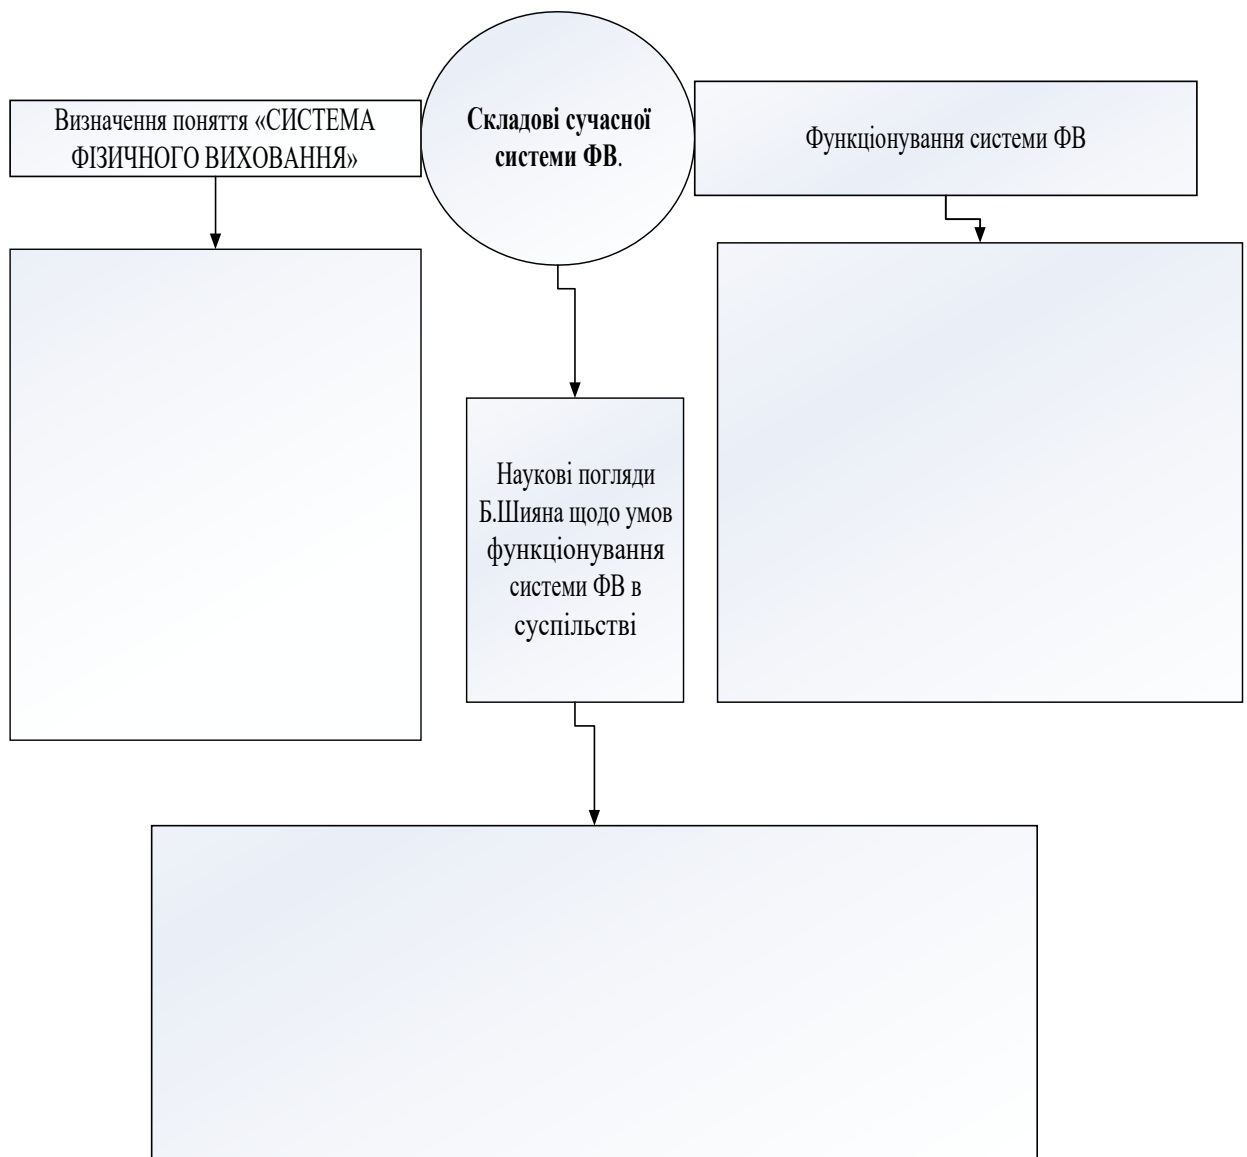 Визначення поняття «СИСТЕМА
ФІЗИЧНОГО ВИХОВАННЯ»
Складові сучасної
системи ФВ.
Функціонування системи ФВ
Наукові погляди
Б.Шияна щодо умов
функціонування
системи ФВ в
суспільстві